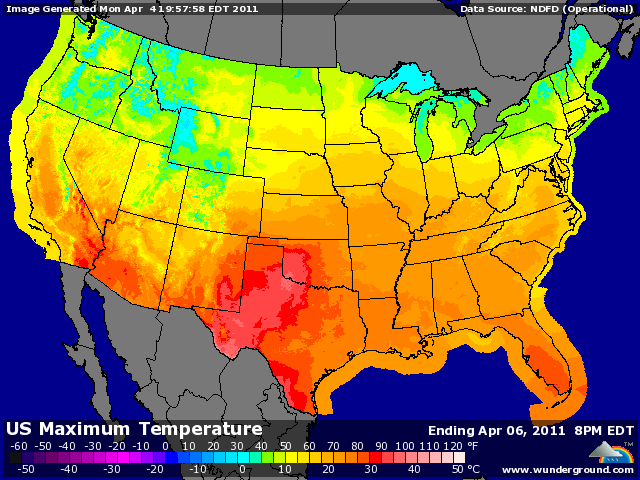 Image Generated Mon Apr 4 19:57:58 EDT 2011 Data Source: NDFD (Operational)
US Maximum Temperature Ending Apr 06, 2011 8PM EDT
-60 -50 -40 -30 -20 -10 0 10 20 30 40 50 60 70 80 90 100 110 120 °F
-50 -40 -30 -20 -10 0 10 20 30 40 50 °C
www.wunderground.com